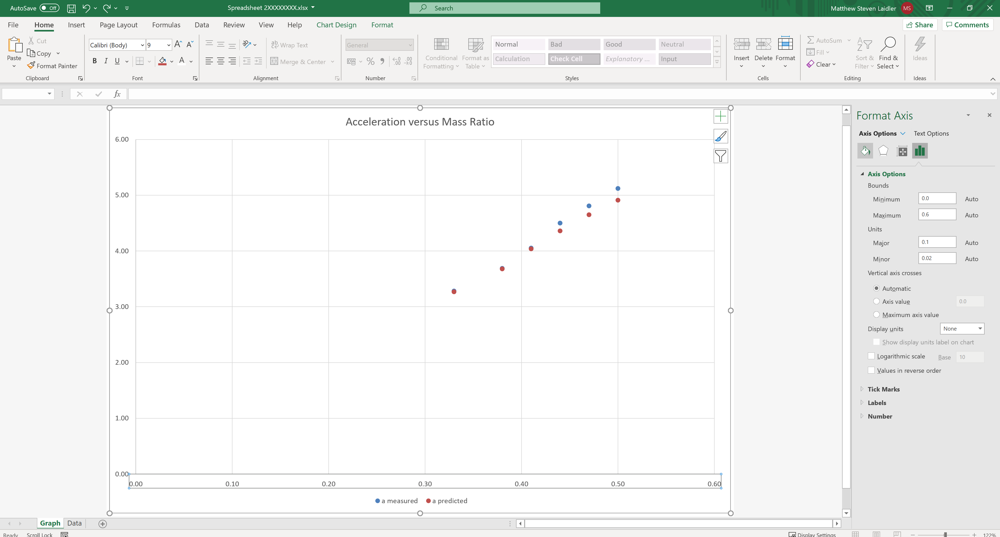 AutoSave Off Spreadsheet 2XXXXXXXX.xlsx Search Matthew Steven Laidler MS
File Home Insert Page Layout Formulas Data Review View Help Chart Design Format Share Comments
Paste Cut
Copy
Format Painter
Clipboard
Calibri (Body) 9 A A
B I U A
Font
ab Wrap Text
Merge & Center
Alignment
General
% 
Number
Conditional Formatting
Format as Table
Normal Bad Good Neutral
Calculation Check Cell Explanatory ... Input
Styles
Insert Delete Format
Cells
AutoSum
Fill
Clear
Sort & Filter
Find & Select
Editing
Ideas
Ideas
fx
Acceleration versus Mass Ratio
6.00
5.00
4.00
3.00
2.00
1.00
0.00
0.00 0.10 0.20 0.30 0.40 0.50 0.60
a measured a predicted
Format Axis
Axis Options Text Options
Axis Options
Bounds
Minimum 0.0 Auto
Maximum 0.6 Auto
Units
Major 0.1 Auto
Minor 0.02 Auto
Vertical axis crosses
Automatic
Axis value 0.0
Maximum axis value
Display units None
Show display units label on chart
Logarithmic scale Base 10
Values in reverse order
Tick Marks
Labels
Number
Graph Data
Ready Scroll Lock Display Settings 122%